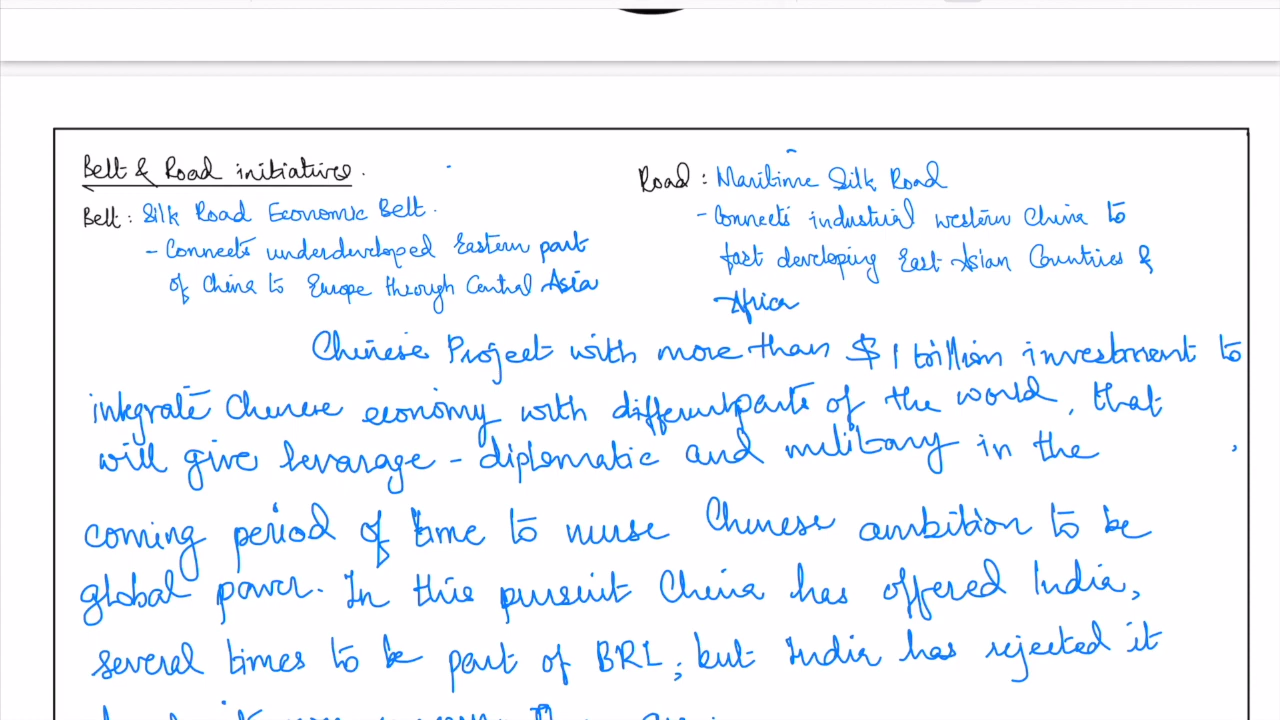 Belt & Road initiatives.
Belt: Silk Road Economic Belt.
- Connects underdeveloped Eastern part
of China to Europe through Central Asia
Road: Maritime Silk Road
- Connects industrial western China to
fast developing East Asian Countries &
Africa
Chinese Project with more than $ 1 trillion investment to
integrate Chinese economy with different parts of the world, that
will give levarage - diplomatic and military in the
coming period of time to nurse Chinese ambition to be
global power. In this pursuit China has offered India,
several times to be part of BRI, but India has rejected it